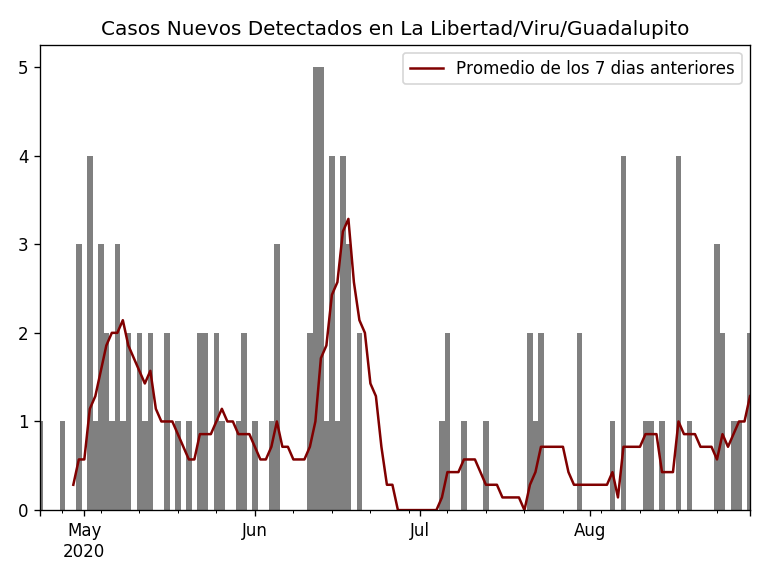 Casos Nuevos Detectados en La Libertad/Viru/Guadalupito
Promedio de los 7 dias anteriores
5
4
3
2
1
0
May Jun Jul Aug
2020